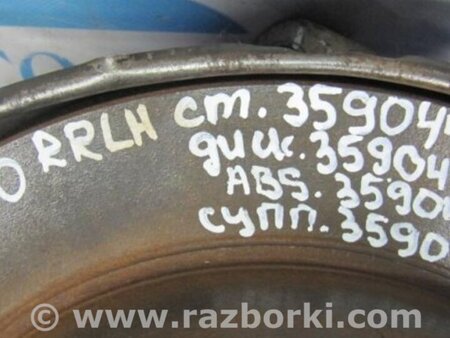 RRLH ст. 35904
диск. 35904
ABS. 3590
супп. 3590
© www.razborki.com